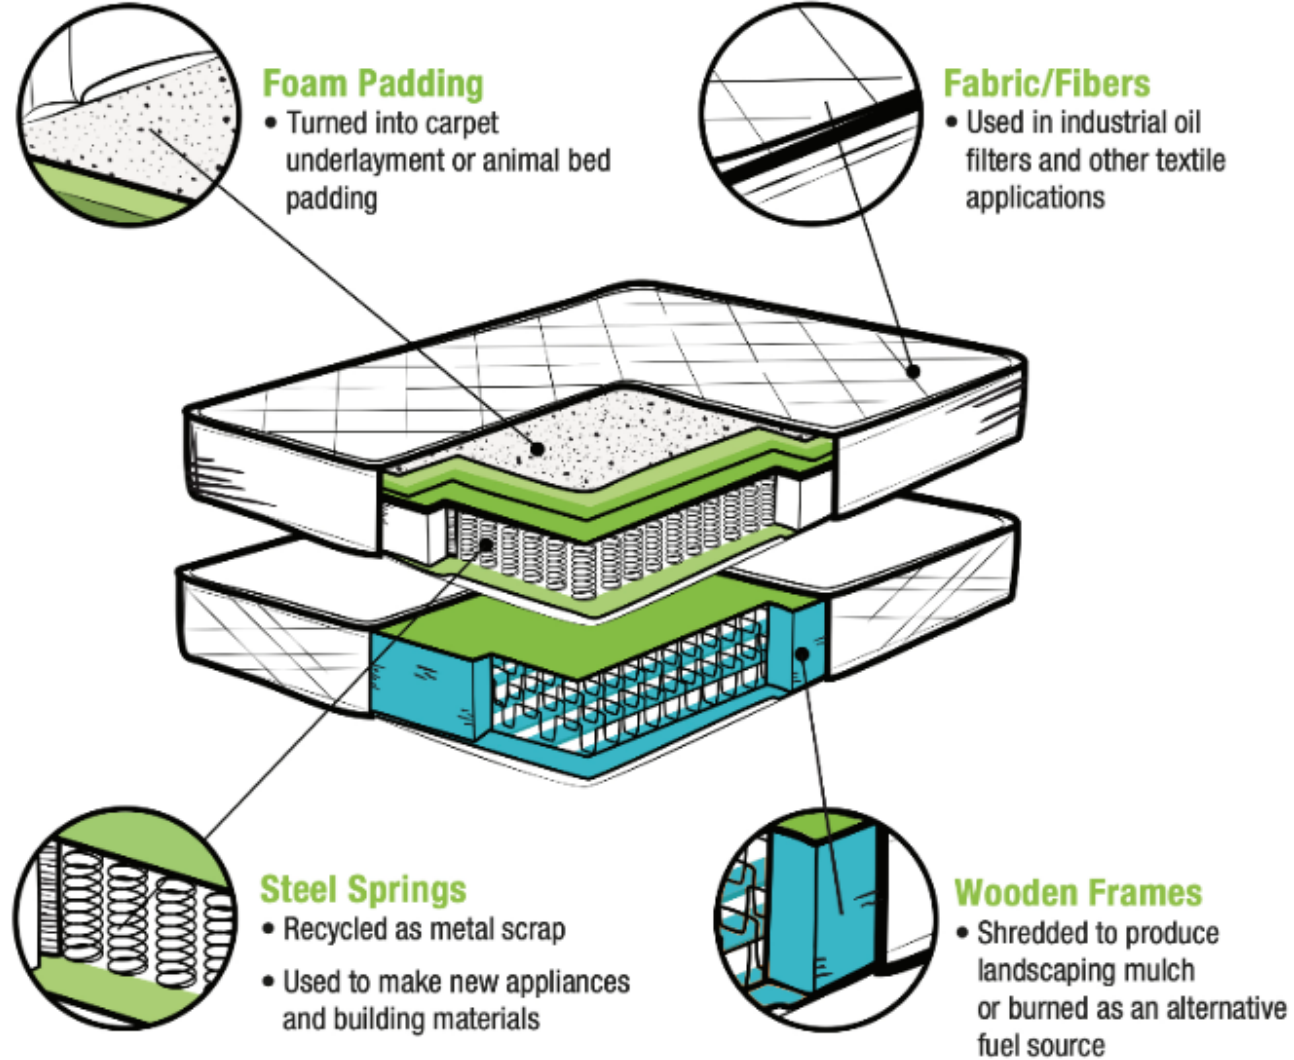 Foam Padding
• Turned into carpet
underlayment or animal bed
padding
Fabric/Fibers
• Used in industrial oil
filters and other textile
applications
Steel Springs
• Recycled as metal scrap
• Used to make new appliances
and building materials
Wooden Frames
• Shredded to produce
landscaping mulch
or burned as an alternative
fuel source